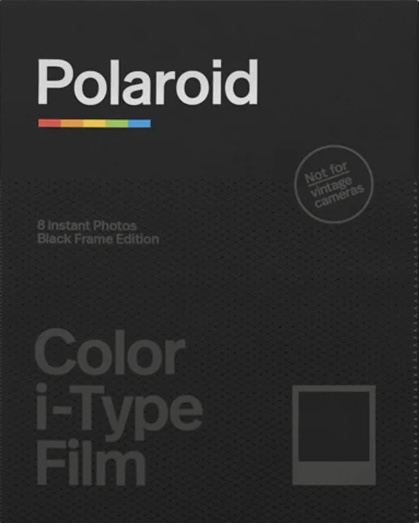 Polaroid
Not for
vintage
cameras
8 Instant Photos
Black Frame Edition
Color
i-Type
Film